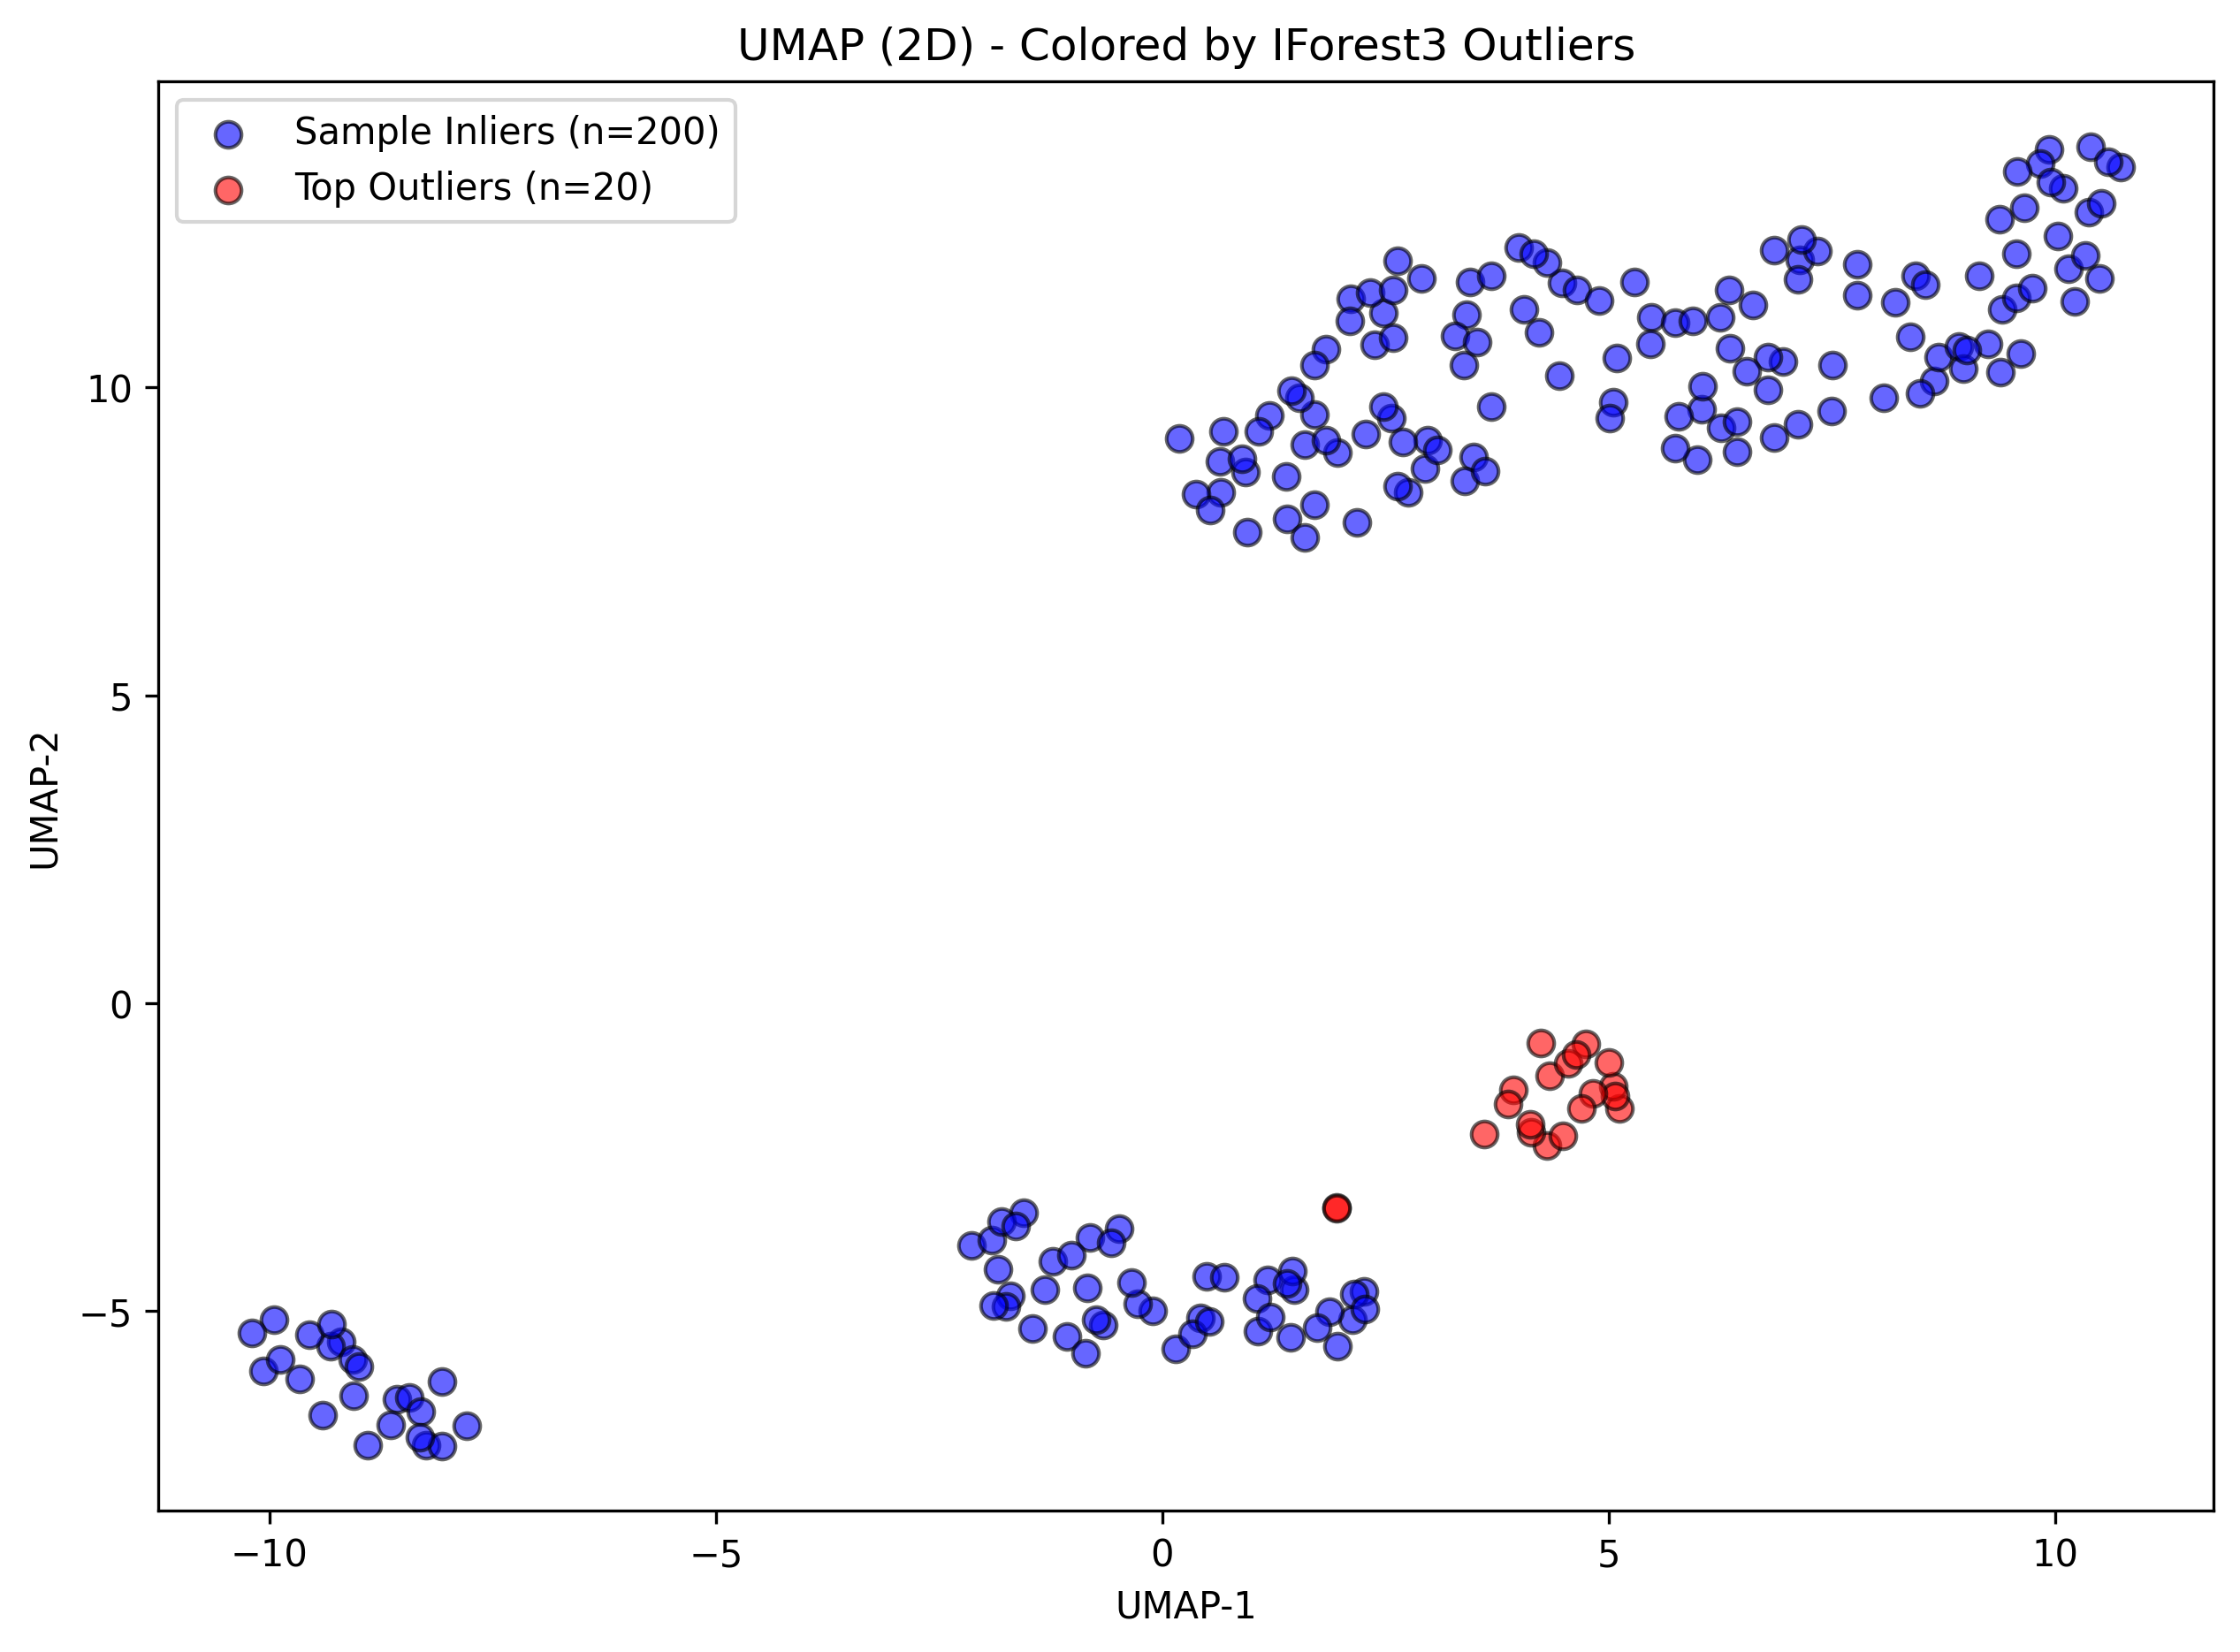 UMAP (2D) - Colored by IForest3 Outliers
Sample Inliers (n=200)
Top Outliers (n=20)
10
5
0
−5
UMAP-2
−10
−5
0
5
10
UMAP-1